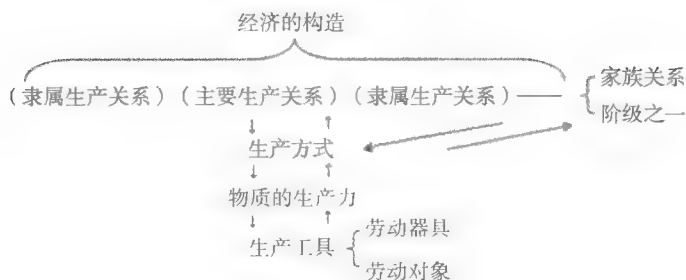 经济的构造
(隶属生产关系)(主要生产关系)(隶属生产关系)
家族关系
阶级之一
生产方式
物质的生产力
生产工具
劳动器具
劳动对象